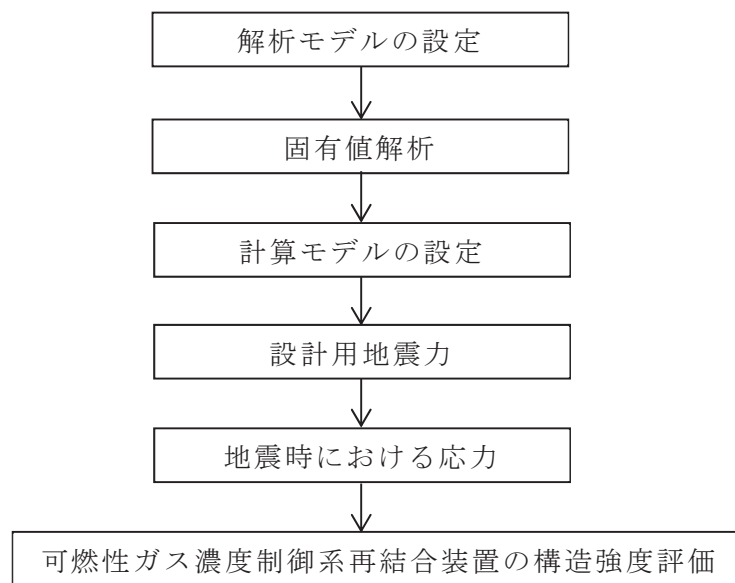 解析モデルの設定
固有値解析
計算モデルの設定
設計用地震力
地震時における応力
可燃性ガス濃度制御系再結合装置の構造強度評価